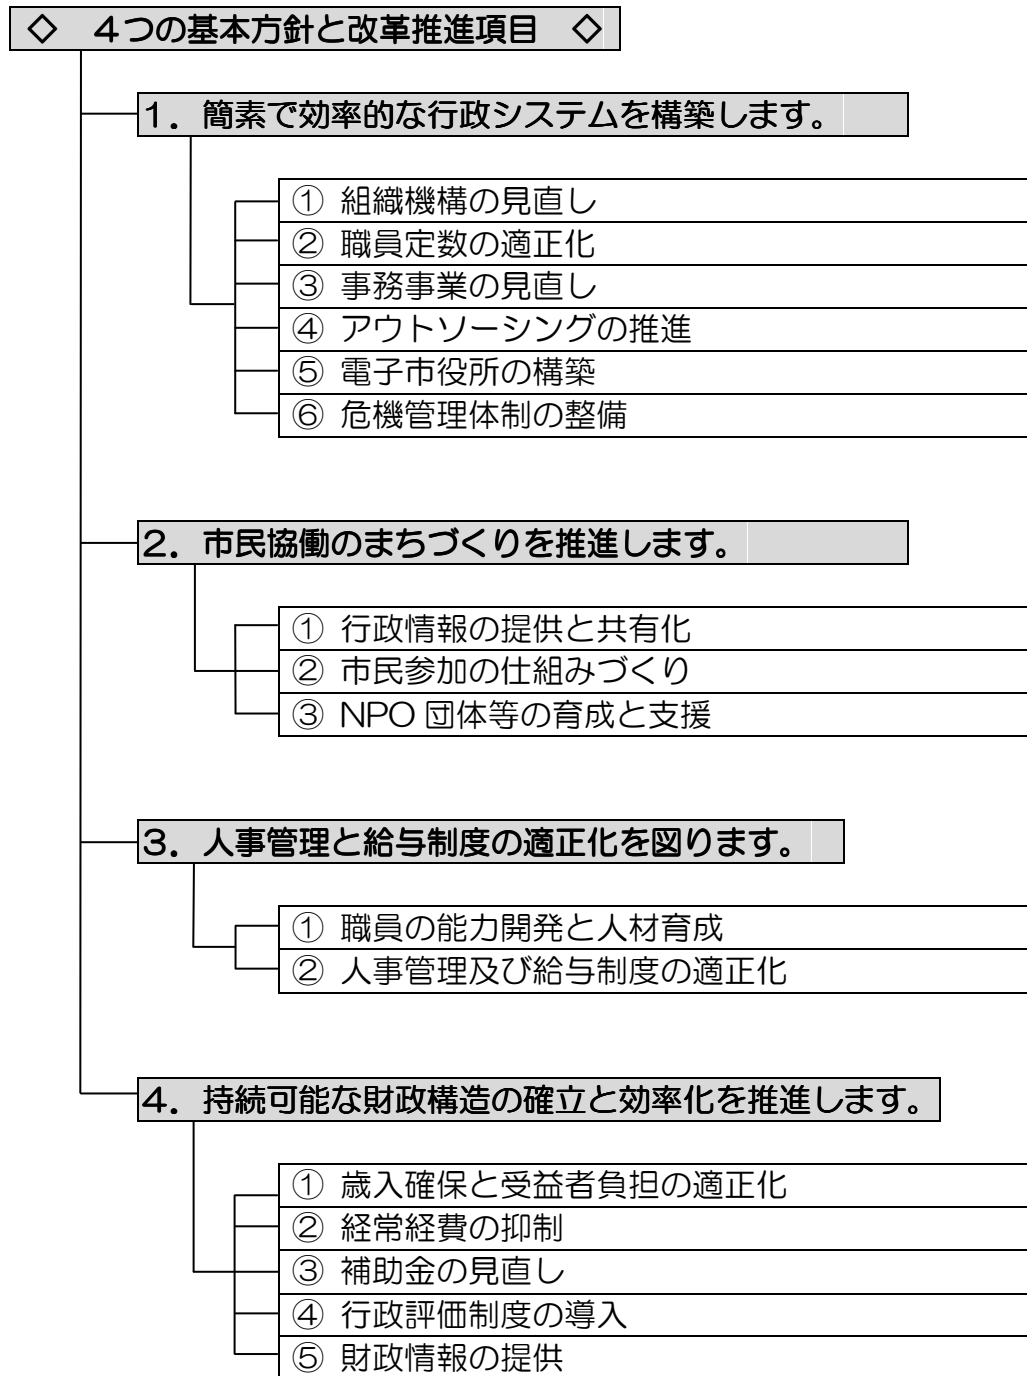 ◇　４つの基本方針と改革推進項目　◇
１．簡素で効率的な行政システムを構築します。
① 組織機構の見直し
② 職員定数の適正化
③ 事務事業の見直し
④ アウトソーシングの推進
⑤ 電子市役所の構築
⑥ 危機管理体制の整備
２．市民協働のまちづくりを推進します。
① 行政情報の提供と共有化
② 市民参加の仕組みづくり
③ NPO 団体等の育成と支援
３．人事管理と給与制度の適正化を図ります。
① 職員の能力開発と人材育成
② 人事管理及び給与制度の適正化
４．持続可能な財政構造の確立と効率化を推進します。
① 歳入確保と受益者負担の適正化
② 経常経費の抑制
③ 補助金の見直し
④ 行政評価制度の導入
⑤ 財政情報の提供